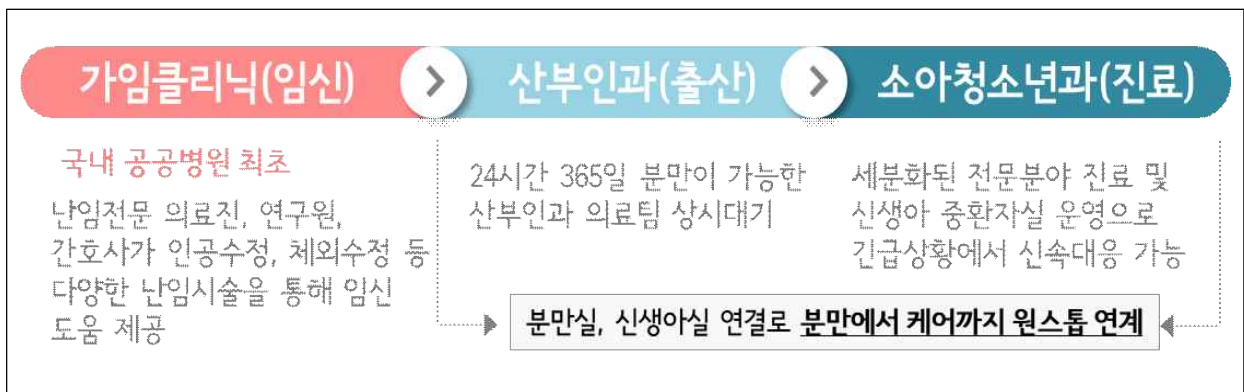 가임클리닉(임신) > 산부인과(출산) > 소아청소년과(진료)
국내 공공병원 최초
난임전문 의료진, 연구원,
간호사가 인공수정, 체외수정 등
다양한 난임시술을 통해 임신
도움 제공
24시간 365일 분만이 가능한
산부인과 의료팀 상시대기
세분화된 전문분야 진료 및
신생아 중환자실 운영으로
긴급상황에서 신속대응 가능
분만실, 신생아실 연결로 분만에서 케어까지 원스톱 연계